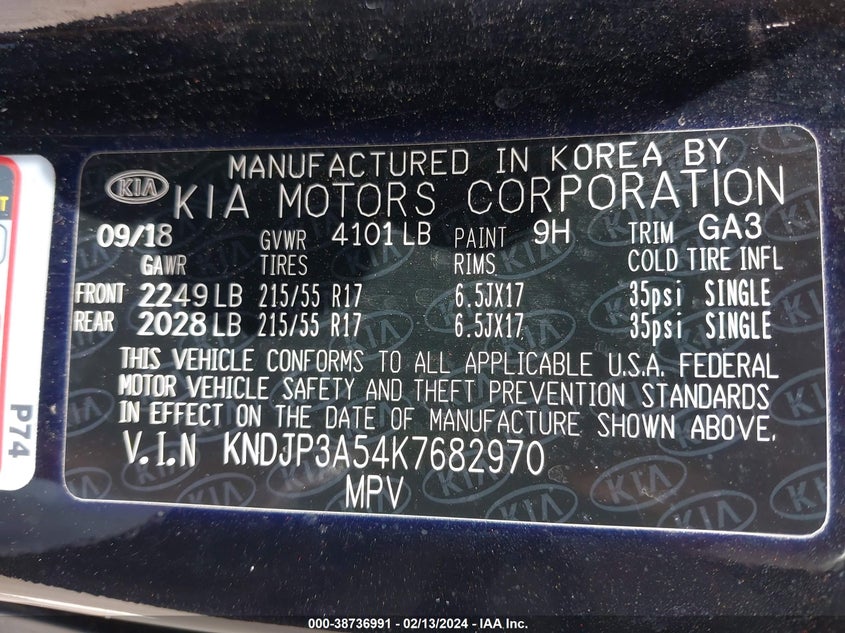 MANUFACTURED IN KOREA BY
KIA KIA MOTORS CORPORATION
09/18 GVWR 4101 LB PAINT 9H TRIM GA3
GAWR TIRES RIMS COLD TIRE INFL
FRONT 2249 LB 215/55 R17 6.5JX17 35psi SINGLE
REAR 2028 LB 215/55 R17 6.5JX17 35psi SINGLE
THIS VEHICLE CONFORMS TO ALL APPLICABLE U.S.A. FEDERAL
MOTOR VEHICLE SAFETY AND THEFT PREVENTION STANDARDS
IN EFFECT ON THE DATE OF MANUFACTURE SHOWN ABOVE.
V.I.N KNDJP3A54K7682970
MPV
P74
000-38736991 - 02/13/2024 - IAA Inc.